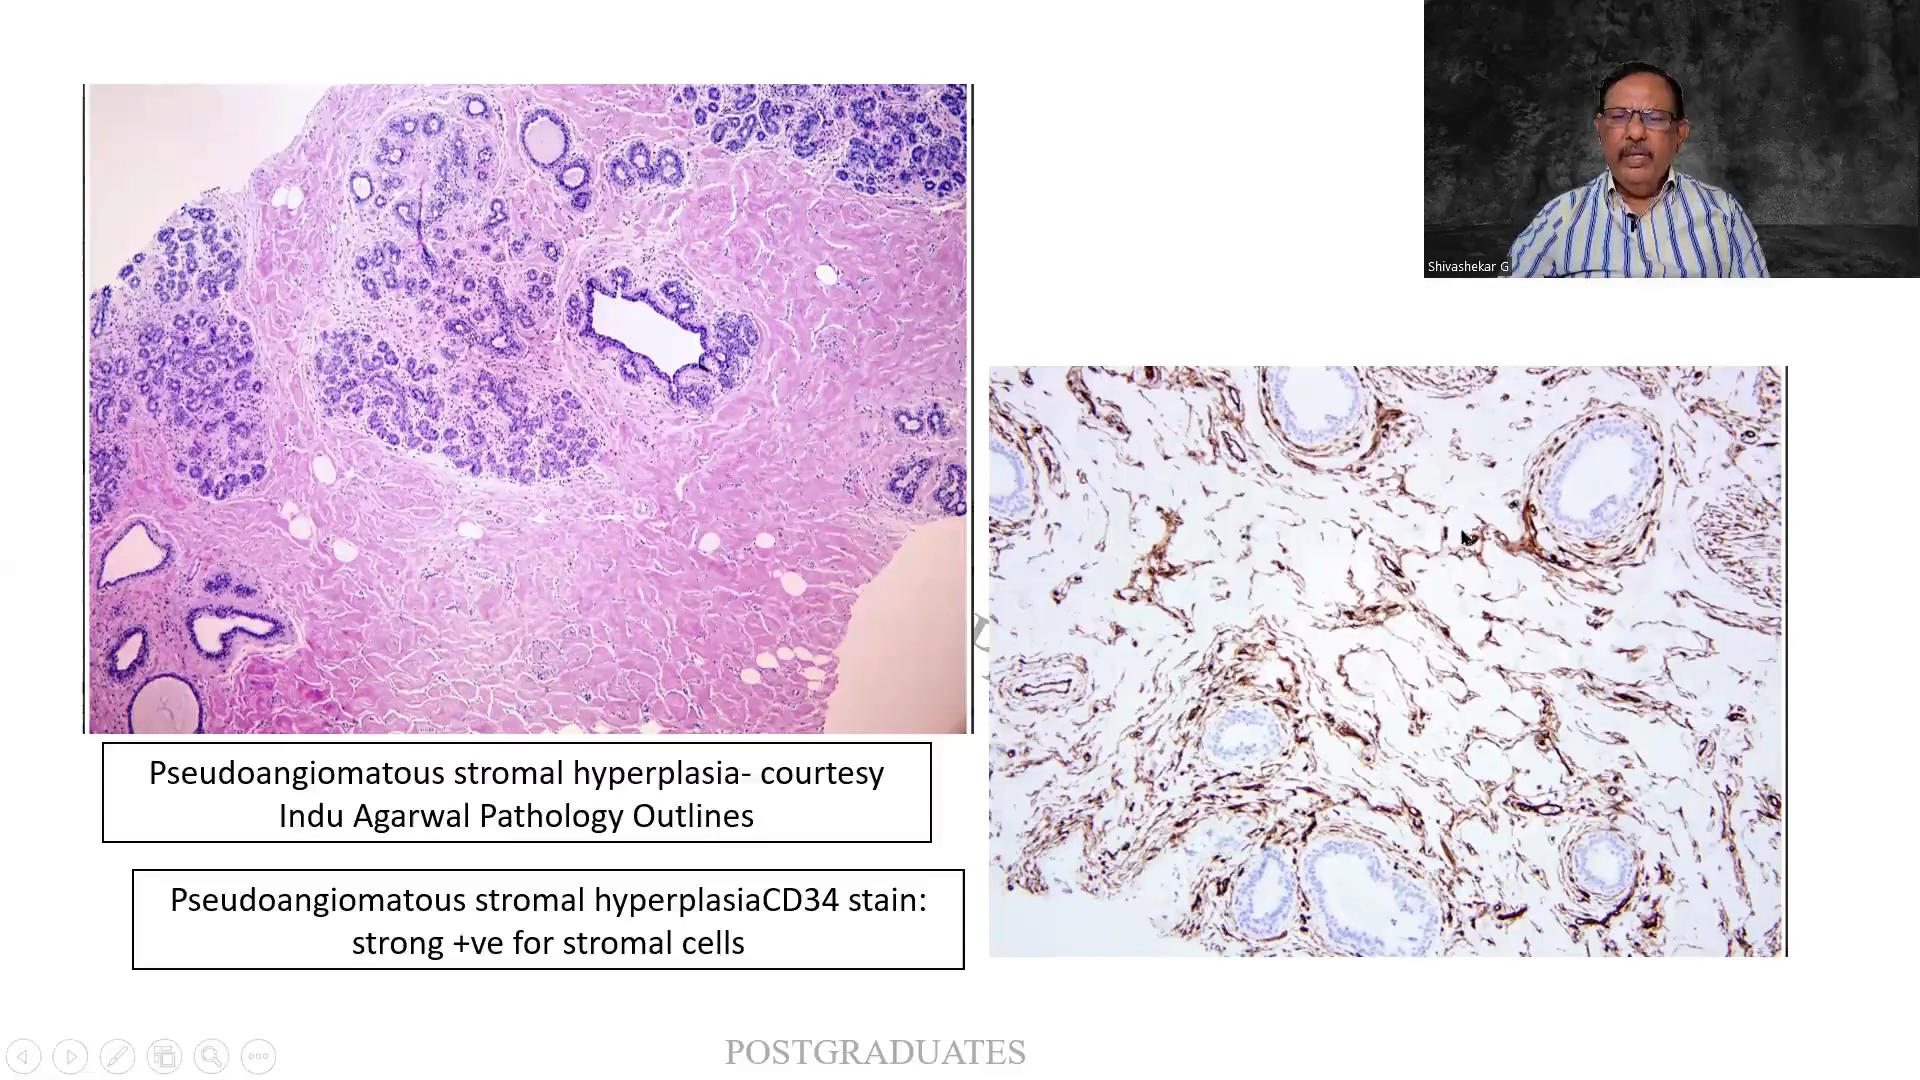 Shivashekar G
Pseudoangiomatous stromal hyperplasia- courtesy
Indu Agarwal Pathology Outlines
Pseudoangiomatous stromal hyperplasiaCD34 stain:
strong +ve for stromal cells
POSTGRADUATES